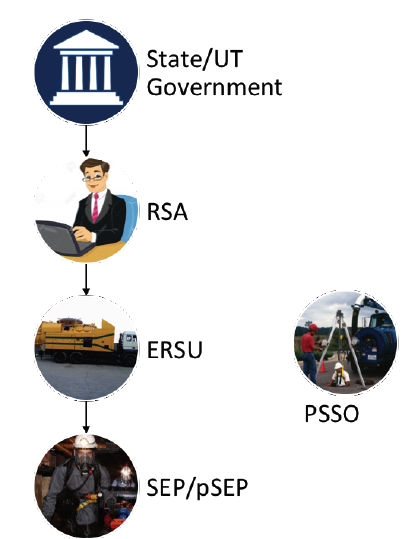 State/UT
Government
RSA
ERSU
PSSO
SEP/pSEP